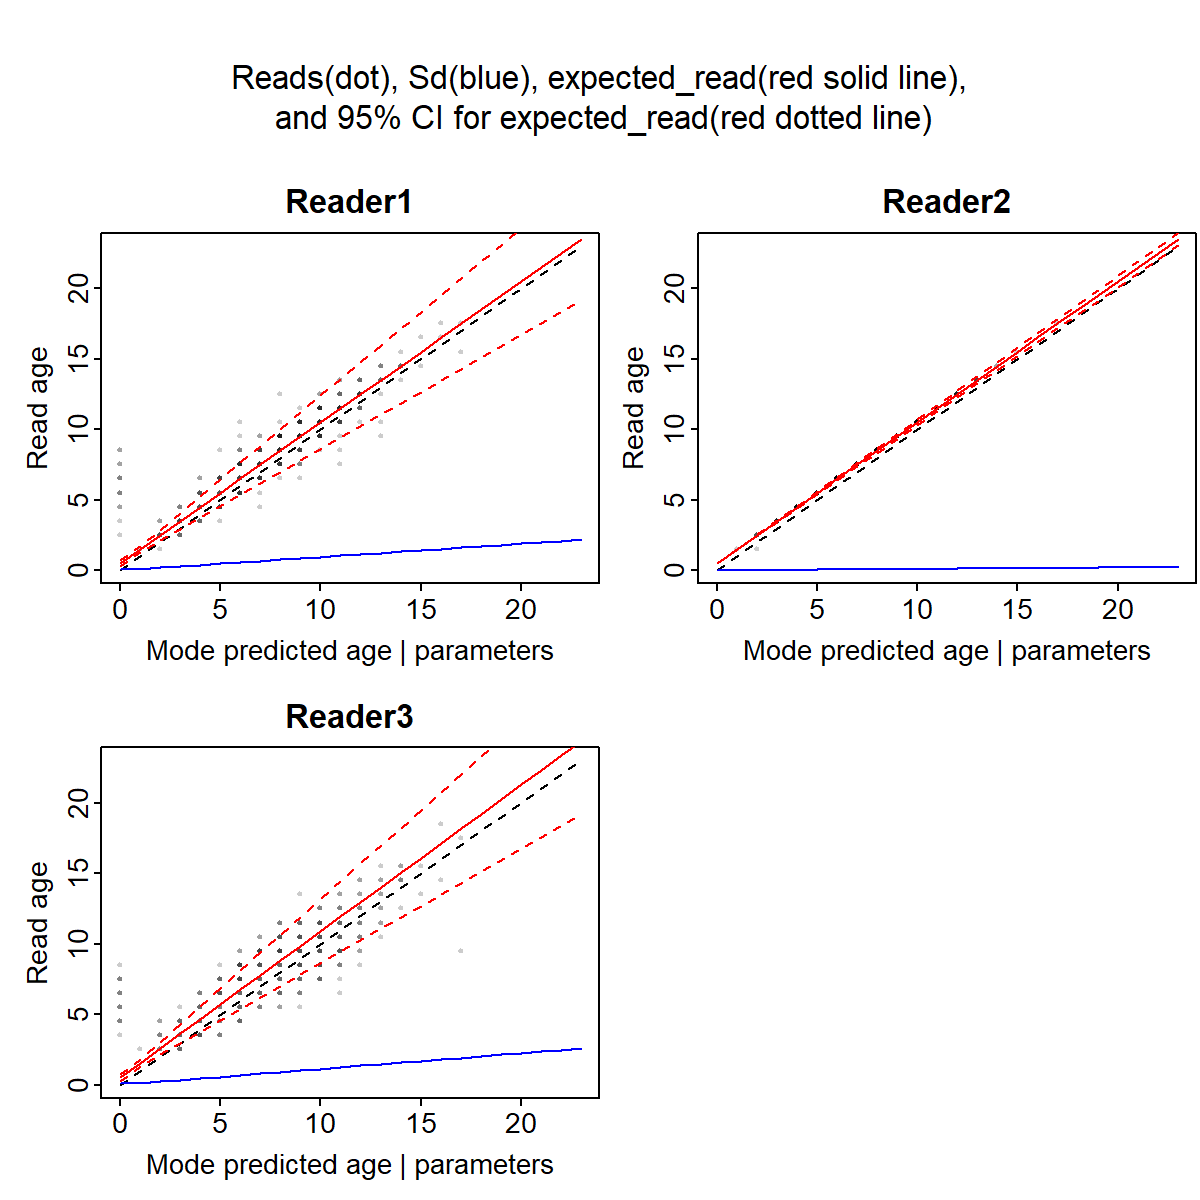 Reads(dot), Sd(blue), expected_read(red solid line),
and 95% CI for expected_read(red dotted line)
Reader1
Read age
20
15
10
5
0
0 5 10 15 20
Mode predicted age | parameters
Reader2
Read age
20
15
10
5
0
0 5 10 15 20
Mode predicted age | parameters
Reader3
Read age
20
15
10
5
0
0 5 10 15 20
Mode predicted age | parameters